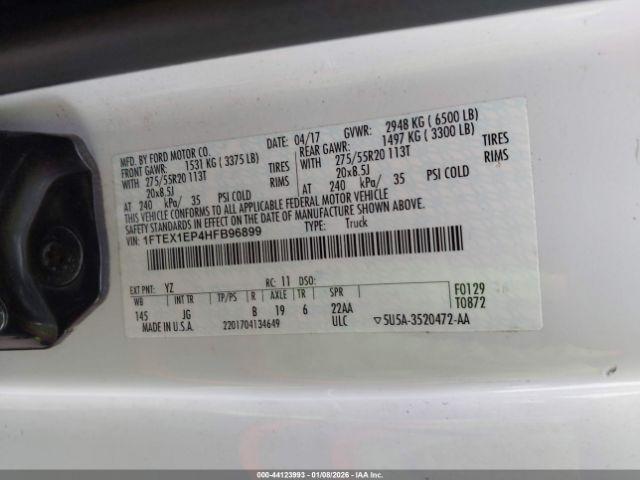 MFD. BY FORD MOTOR CO.
DATE: 04/17 GVWR: 2948 KG ( 6500 LB)
FRONT GAWR: 1531 KG ( 3375 LB)
REAR GAWR: 1497 KG ( 3300 LB)
WITH 275/55R20 113T TIRES
WITH 275/55R20 113T TIRES
20x8.5J RIMS
20x8.5J RIMS
AT 240 kPa/ 35 PSI COLD
AT 240 kPa/ 35 PSI COLD
THIS VEHICLE CONFORMS TO ALL APPLICABLE FEDERAL MOTOR VEHICLE
SAFETY STANDARDS IN EFFECT ON THE DATE OF MANUFACTURE SHOWN ABOVE.
VIN: 1FTEX1EP4HFB96899 TYPE: Truck
EXT PNT: YZ RC: 11 DSO:
WB INT TR TP/PS R AXLE TR SPR
145 JG B 19 6 22AA
F0129
T0872
MADE IN U.S.A. 2201704134649 ULC ▽5U5A-3520472-AA
000-44123993 - 01/08/2026 - IAAI Chicago-South